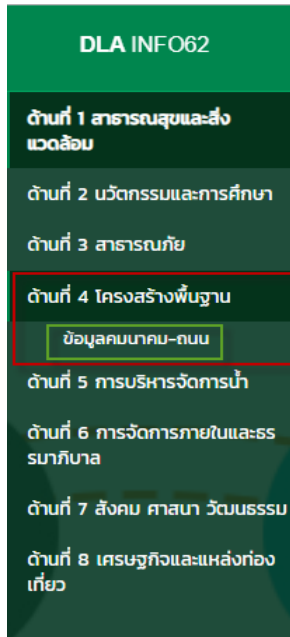 DLA INFO62
ด้านที่ 1 สาธารณสุขและสิ่ง
แวดล้อม
ด้านที่ 2 นวัตกรรมและการศึกษา
ด้านที่ 3 สาธารณภัย
ด้านที่ 4 โครงสร้างพื้นฐาน
ข้อมูลคมนาคม-ถนน
ด้านที่ 5 การบริหารจัดการน้ำ
ด้านที่ 6 การจัดการภายในและธร
รมาภิบาล
ด้านที่ 7 สังคม ศาสนา วัฒนธรรม
ด้านที่ 8 เศรษฐกิจและแหล่งท่อง
เที่ยว